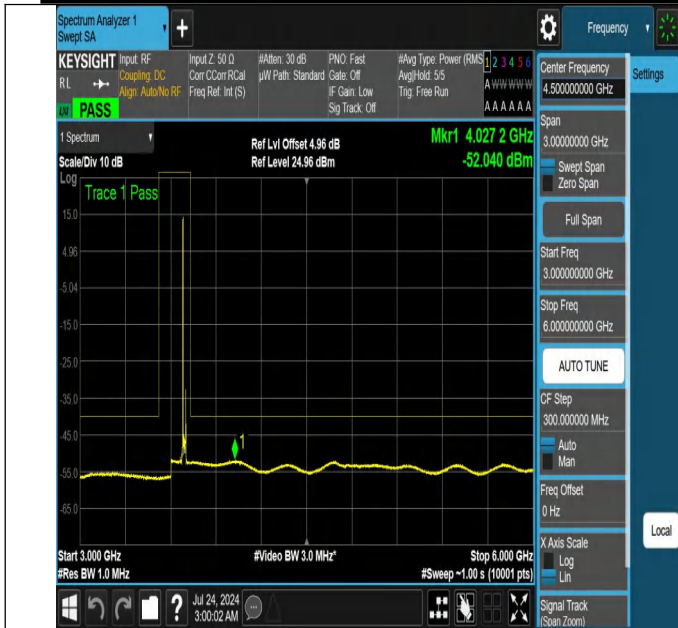 Spectrum Analyzer 1
Swept SA
Frequency
KEYSIGHT
RL
LXI
PASS
Input: RF
Coupling: DC
Align: Auto/No RF
Input Z: 50 Ω
Corr CCorr RCal
Freq Ref: Int (S)
#Atten: 30 dB
µW Path: Standard
PNO: Fast
Gate: Off
IF Gain: Low
Sig Track: Off
#Avg Type: Power (RMS
Avg|Hold: 5/5
Trig: Free Run
1 2 3 4 5 6
A W W W W W
A A A A A A
1 Spectrum
Scale/Div 10 dB
Ref Lvl Offset 4.96 dB
Ref Level 24.96 dBm
Mkr1 4.027 2 GHz
-52.040 dBm
Log
Trace 1 Pass
15.0
4.96
-5.04
-15.0
-25.0
-35.0
-45.0
1
-55.0
-65.0
Start 3.000 GHz
#Res BW 1.0 MHz
#Video BW 3.0 MHz*
Stop 6.000 GHz
#Sweep ~1.00 s (10001 pts)
Center Frequency
4.500000000 GHz
Settings
Span
3.00000000 GHz
Swept Span
Zero Span
Full Span
Start Freq
3.000000000 GHz
Stop Freq
6.000000000 GHz
AUTO TUNE
CF Step
300.000000 MHz
Auto
Man
Freq Offset
0 Hz
X Axis Scale
Log
Lin
Local
Signal Track
(Span Zoom)
?
Jul 24, 2024
3:00:02 AM